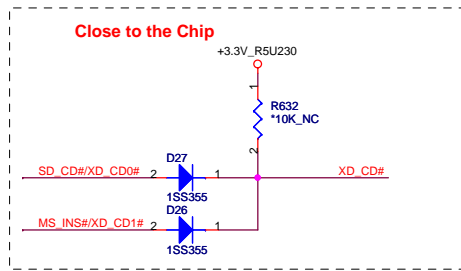 Close to the Chip
+3.3V_R5U230
1
R632
*10K_NC
2
D27
SD_CD#/XD_CD0# 2 1 XD_CD#
1SS355
D26
MS_INS#/XD_CD1# 2 1
1SS355